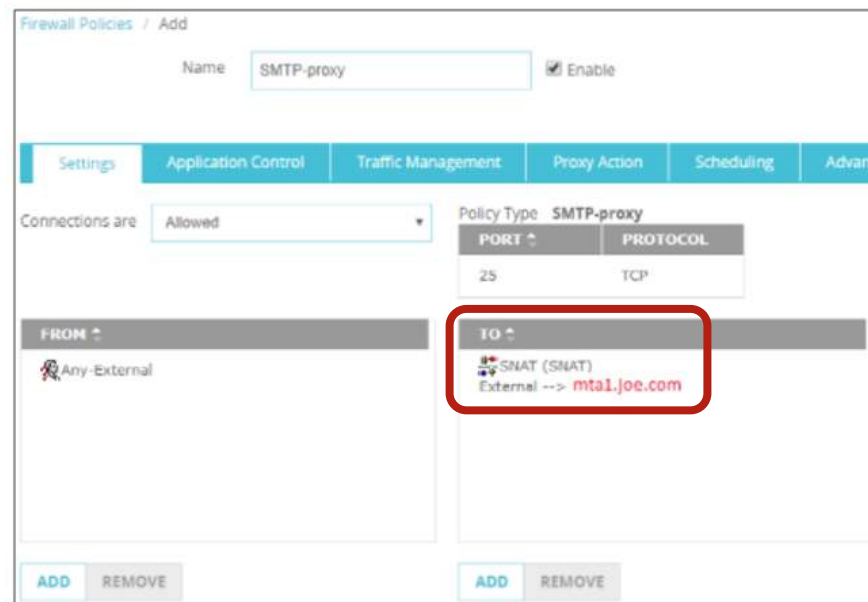 Firewall Policies / Add
Name SMTP-proxy Enable
Settings Application Control Traffic Management Proxy Action Scheduling Advan
Connections are Allowed
Policy Type SMTP-proxy
PORT PROTOCOL
25 TCP
FROM
Any-External
TO
SNAT (SNAT)
External --> mta1.joe.com
ADD REMOVE
ADD REMOVE